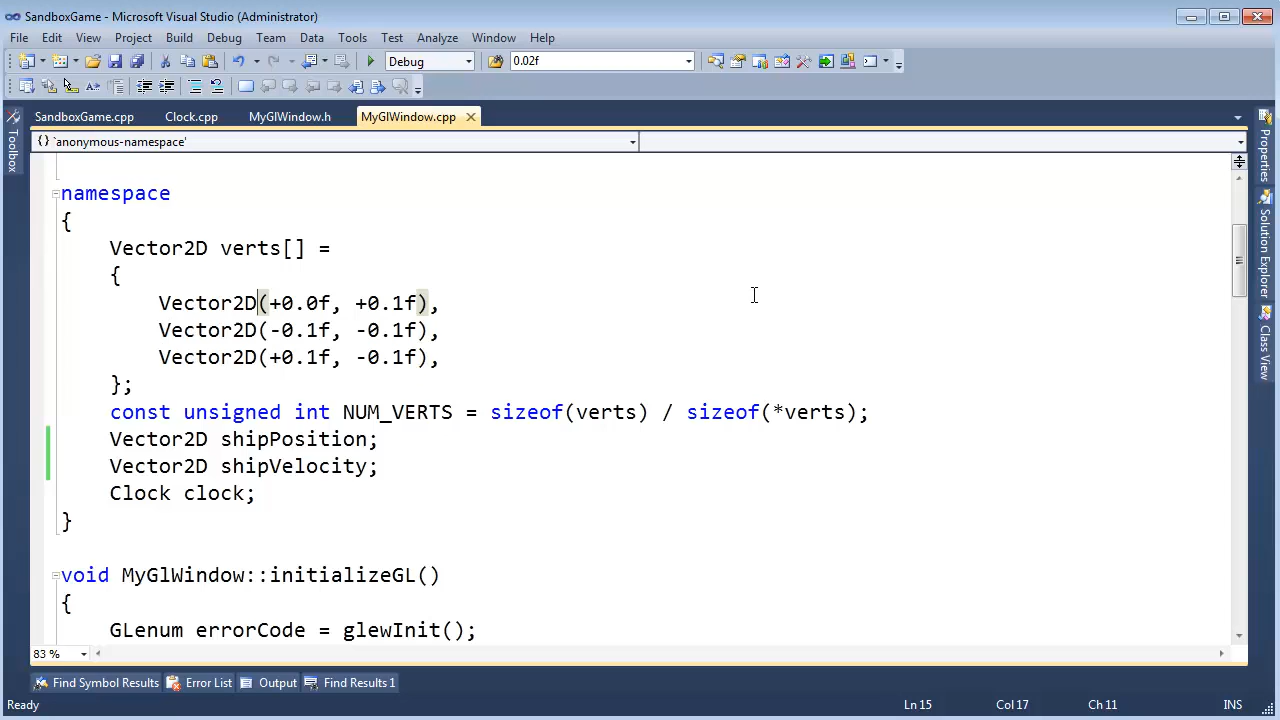 SandboxGame - Microsoft Visual Studio (Administrator)
File Edit View Project Build Debug Team Data Tools Test Analyze Window Help
Debug 0.02f
SandboxGame.cpp Clock.cpp MyGlWindow.h MyGlWindow.cpp
{} 'anonymous-namespace'
Toolbox
Properties
Solution Explorer
Class View
namespace
{
Vector2D verts[] =
{
Vector2D(+0.0f, +0.1f),
Vector2D(-0.1f, -0.1f),
Vector2D(+0.1f, -0.1f),
};
const unsigned int NUM_VERTS = sizeof(verts) / sizeof(*verts);
Vector2D shipPosition;
Vector2D shipVelocity;
Clock clock;
}
void MyGlWindow::initializeGL()
{
GLenum errorCode = glewInit();
83 %
Find Symbol Results Error List Output Find Results 1
Ready Ln 15 Col 17 Ch 11 INS